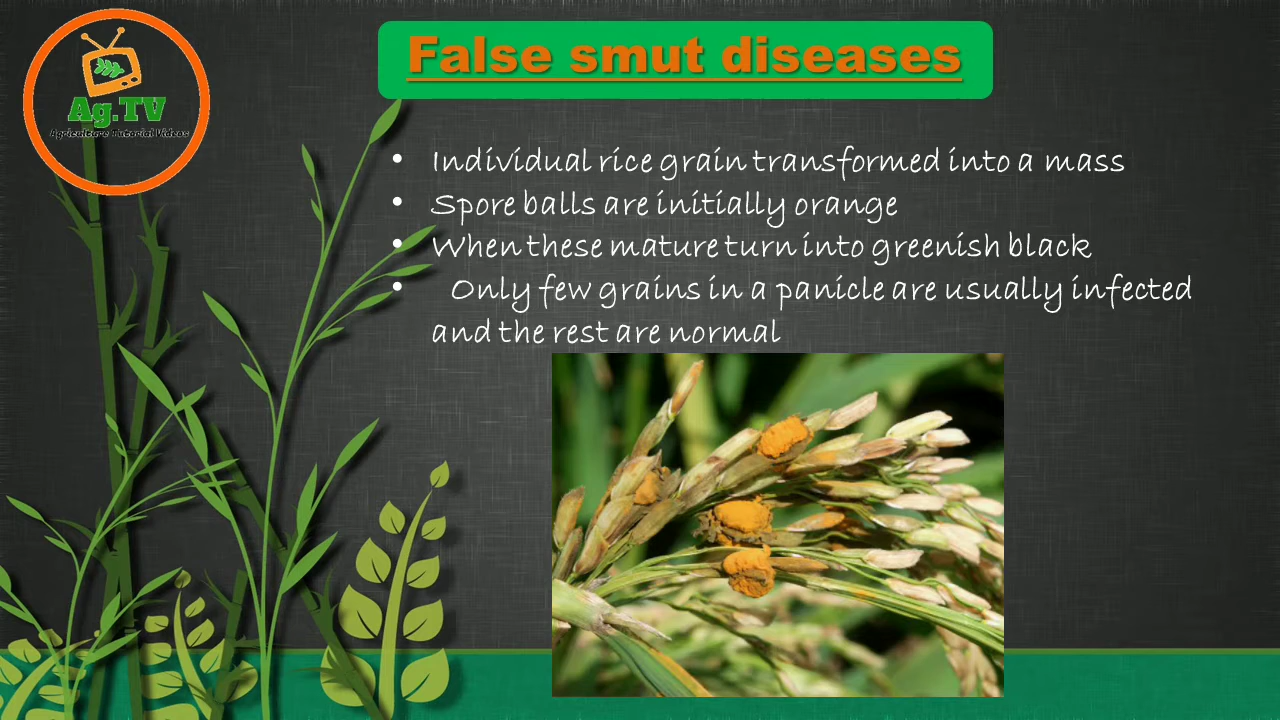 Ag.TV
Agriculture Tutorial Videos
False smut diseases
• Individual rice grain transformed into a mass
• Spore balls are initially orange
• When these mature turn into greenish black
• Only few grains in a panicle are usually infected
and the rest are normal